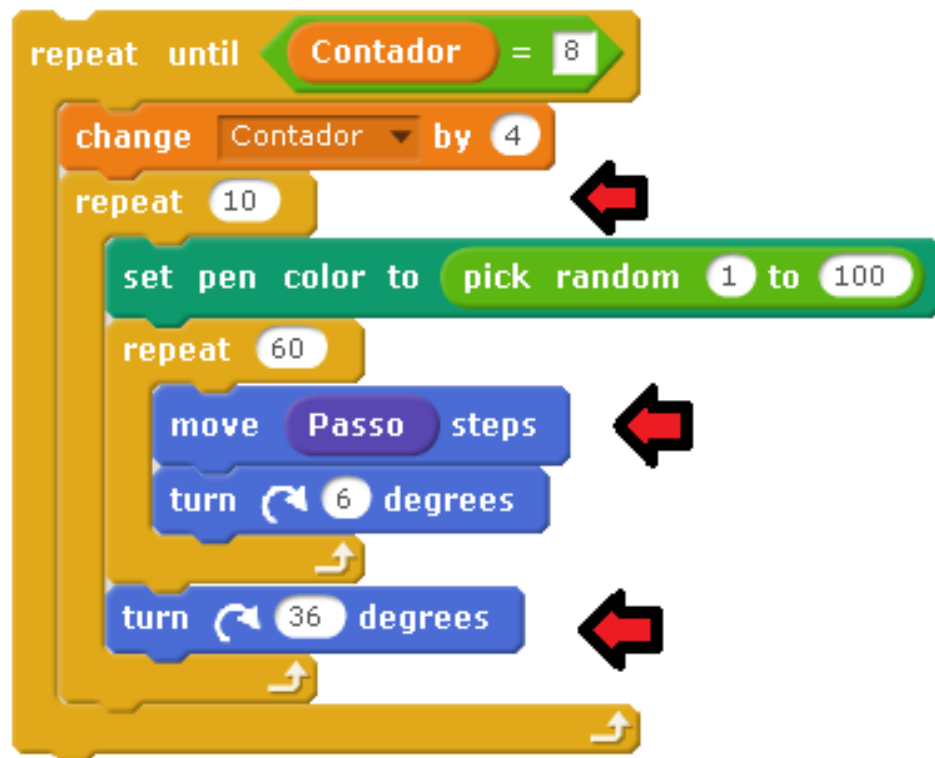 repeat until Contador = 8
change Contador by 4
repeat 10
set pen color to pick random 1 to 100
repeat 60
move Passo steps
turn 6 degrees
turn 36 degrees